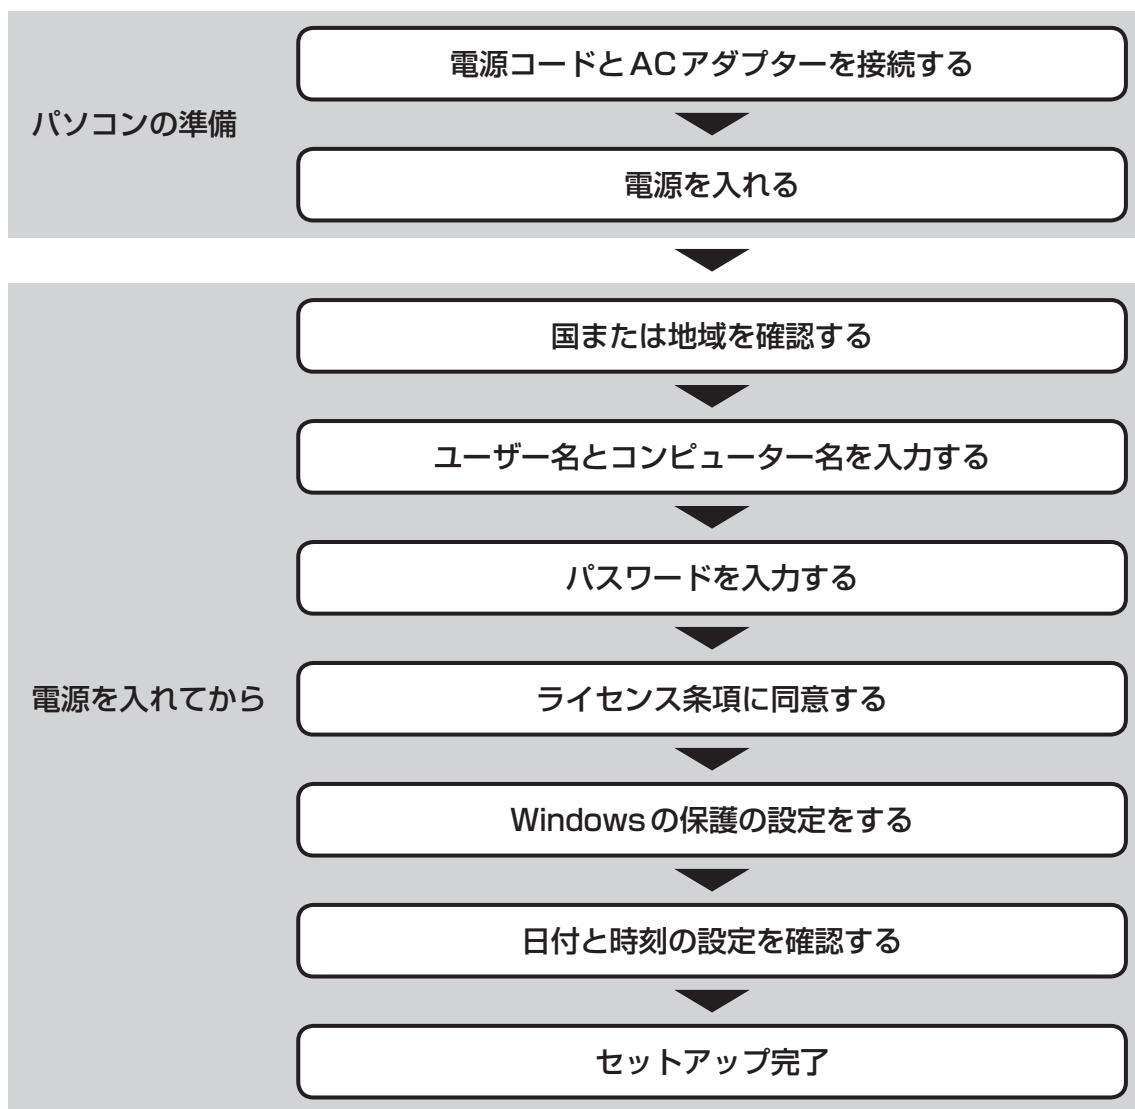 パソコンの準備
電源コードとACアダプターを接続する
電源を入れる
電源を入れてから
国または地域を確認する
ユーザー名とコンピューター名を入力する
パスワードを入力する
ライセンス条項に同意する
Windowsの保護の設定をする
日付と時刻の設定を確認する
セットアップ完了